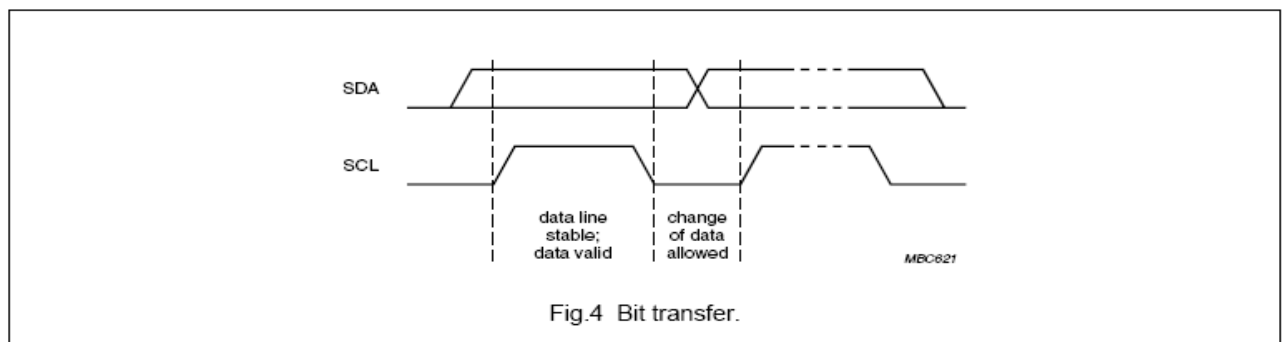 SDA
SCL
data line
stable;
data valid
change
of data
allowed
MBC621
Fig.4 Bit transfer.